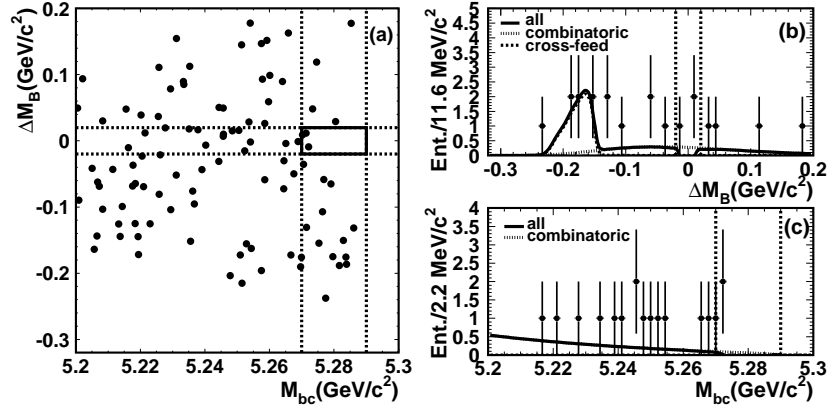 (a)
ΔM_B(GeV/c²)
0.2
0.1
0
-0.1
-0.2
-0.3
5.2 5.22 5.24 5.26 5.28 5.3
M_bc(GeV/c²)
(b)
all
combinatoric
cross-feed
Ent./11.6 MeV/c²
5
4.5
4
3.5
3
2.5
2
1.5
1
0.5
0
-0.3 -0.2 -0.1 0 0.1 0.2
ΔM_B(GeV/c²)
(c)
all
combinatoric
Ent./2.2 MeV/c²
4
3.5
3
2.5
2
1.5
1
0.5
0
5.2 5.22 5.24 5.26 5.28 5.3
M_bc(GeV/c²)